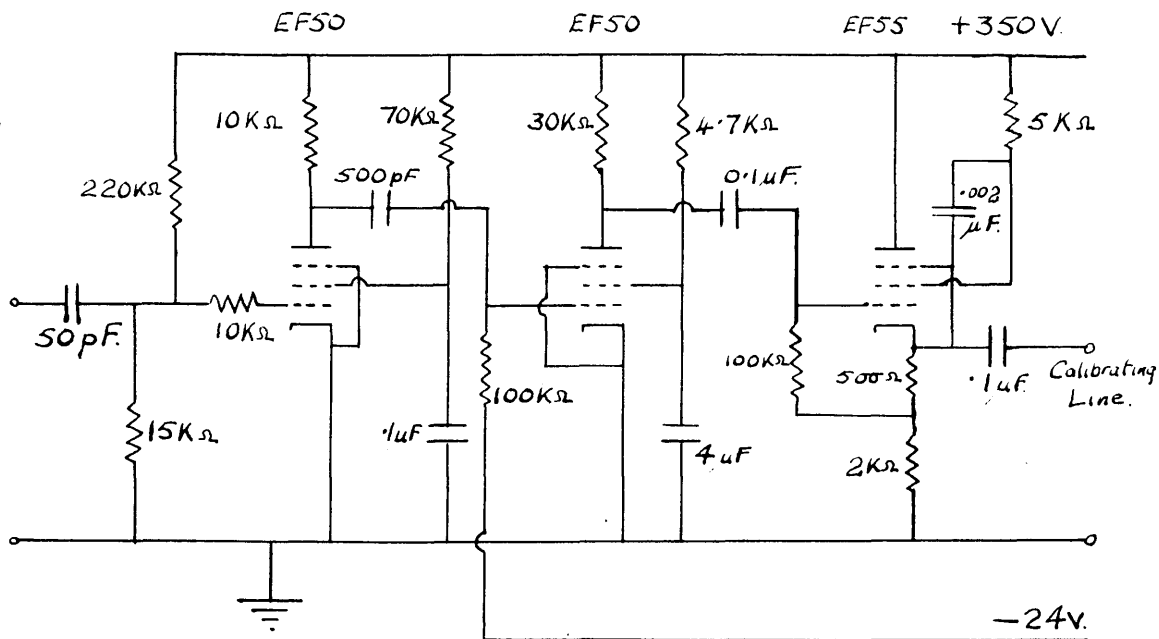 EF50 EF50 EF55 +350V.
10KΩ 70KΩ 30KΩ 4.7KΩ 5KΩ
220KΩ 500pF 0.1μF. .002
μF.
50pF. 10KΩ
100KΩ 500Ω .1μF. Calibrating
Line.
15KΩ .1μF 100KΩ 4μF 2KΩ
-24V.